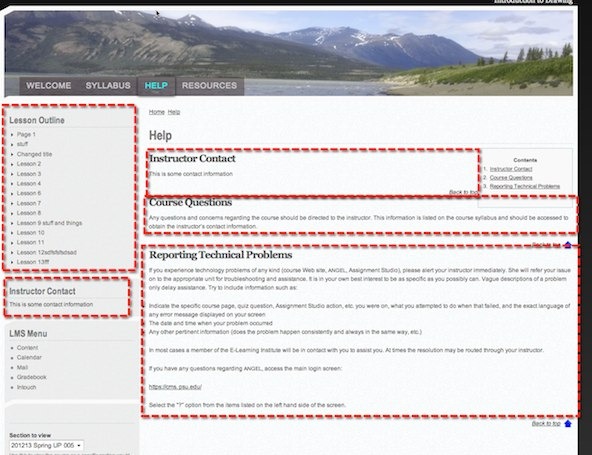 Introduction to Drawing
WELCOME SYLLABUS HELP RESOURCES
Home Help
Lesson Outline
Page 1
stuff
Changed title
Lesson 2
Lesson 3
Lesson 4
Lesson 6
Lesson 7
Lesson 8
Lesson 9 stuff and things
Lesson 10
Lesson 11
Lesson 12sdfsfsfsdsad
Lesson 13fff
Instructor Contact
This is some contact information
LMS Menu
Content
Calendar
Mail
Gradebook
Intouch
Section to view
201213 Spring UP 005
Help
Instructor Contact
This is some contact information
Back to top
Contents
1. Instructor Contact
2. Course Questions
3. Reporting Technical Problems
Course Questions
Any questions and concerns regarding the course should be directed to the instructor. This information is listed on the course syllabus and should be accessed to
obtain the instructor's contact information.
Back to top
Reporting Technical Problems
If you experience technology problems of any kind (course Web site, ANGEL, Assignment Studio), please alert your instructor immediately. She will refer your issue
on to the appropriate unit for troubleshooting and assistance. It is in your own best interest to be as specific as you possibly can. Vague descriptions of a problem
only delay assistance. Try to include information such as:
Indicate the specific course page, quiz question, Assignment Studio action, etc. you were on, what you attempted to do when that failed, and the exact language of
any error message displayed on your screen
The date and time when your problem occured
Any other pertinent information (does the problem happen consistently and always in the same way, etc.)
In most cases a member of the E-Learning Institute will be in contact with you to assist you. At times the resolution may be routed through your instructor.
If you have any questions regarding ANGEL, access the main login screen:
https://cms.psu.edu/
Select the "?" option from the items listed on the left hand side of the screen.
Back to top